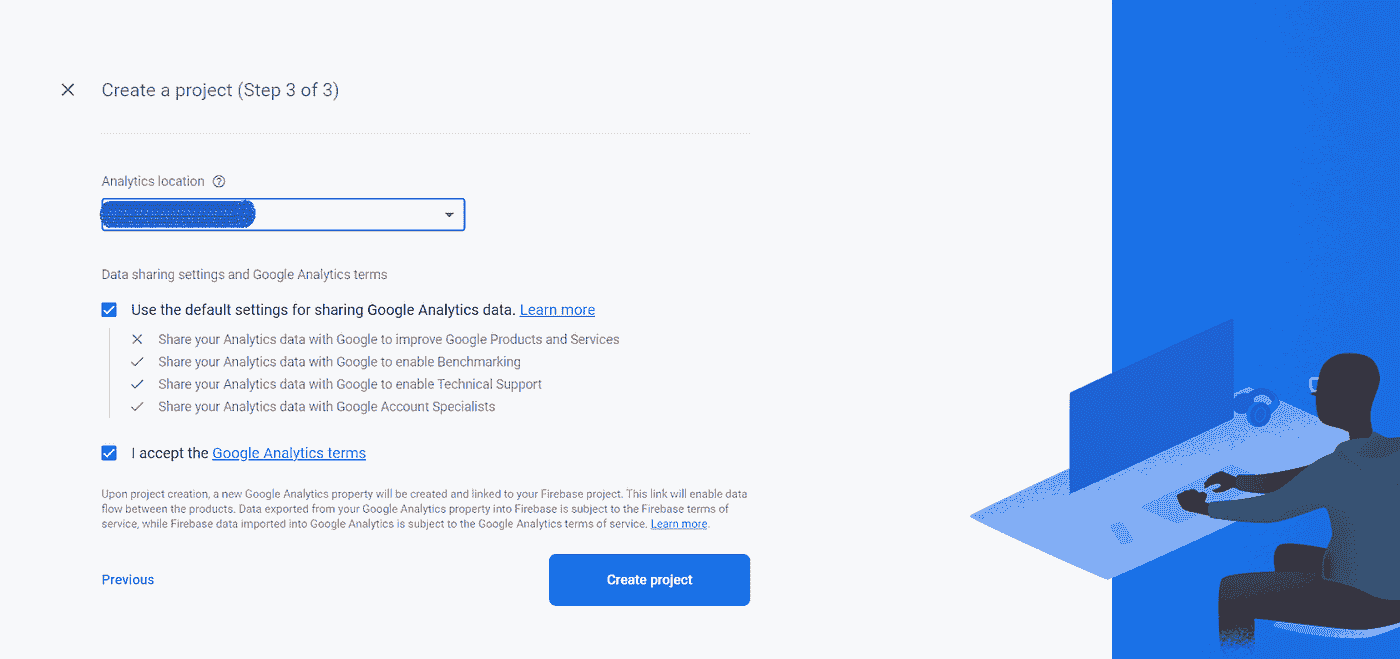 Create a project (Step 3 of 3)
Analytics location
Data sharing settings and Google Analytics terms
Use the default settings for sharing Google Analytics data. Learn more
Share your Analytics data with Google to improve Google Products and Services
Share your Analytics data with Google to enable Benchmarking
Share your Analytics data with Google to enable Technical Support
Share your Analytics data with Google Account Specialists
I accept the Google Analytics terms
Upon project creation, a new Google Analytics property will be created and linked to your Firebase project. This link will enable data
flow between the products. Data exported from your Google Analytics property into Firebase is subject to the Firebase terms of
service, while Firebase data imported into Google Analytics is subject to the Google Analytics terms of service. Learn more.
Previous
Create project